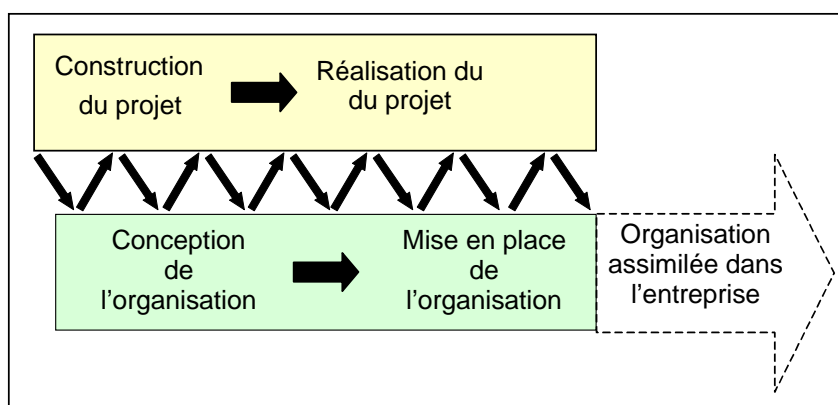 Construction
du projet
Réalisation du
du projet
Conception
de
l'organisation
Mise en place
de
l'organisation
Organisation
assimilée dans
l'entreprise